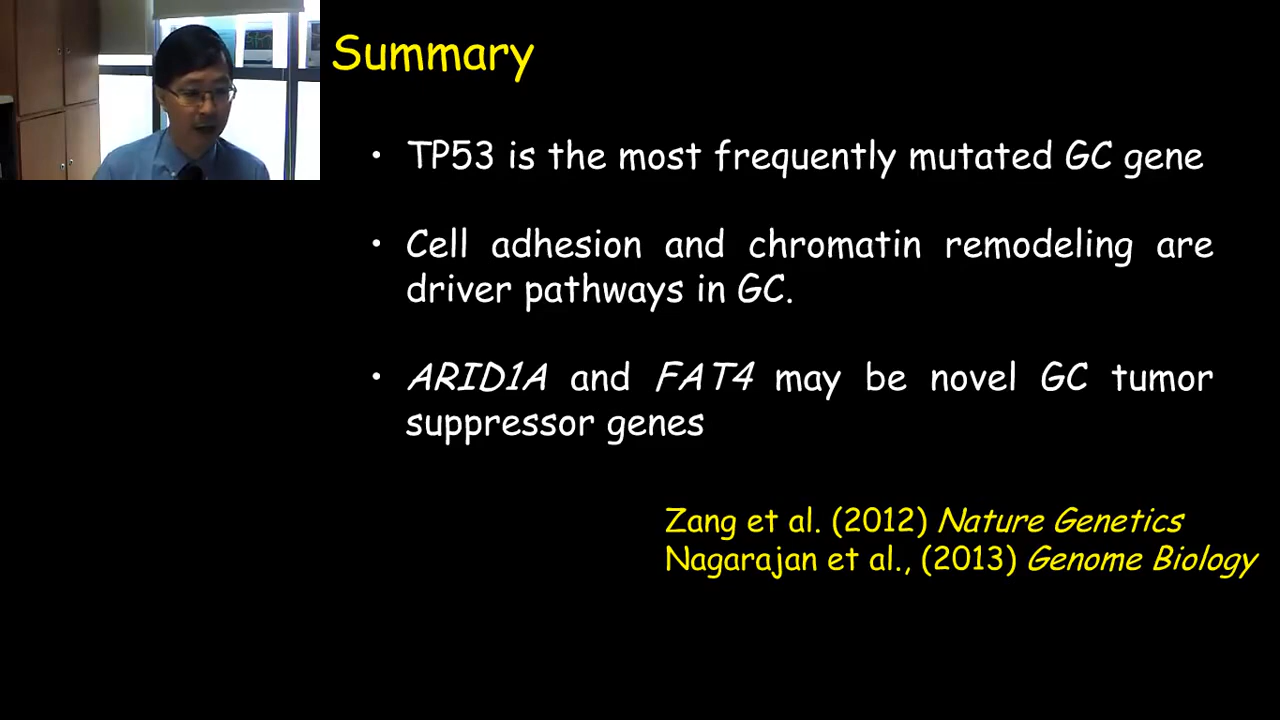 Summary
• TP53 is the most frequently mutated GC gene
• Cell adhesion and chromatin remodeling are
driver pathways in GC.
• ARID1A and FAT4 may be novel GC tumor
suppressor genes
Zang et al. (2012) Nature Genetics
Nagarajan et al., (2013) Genome Biology